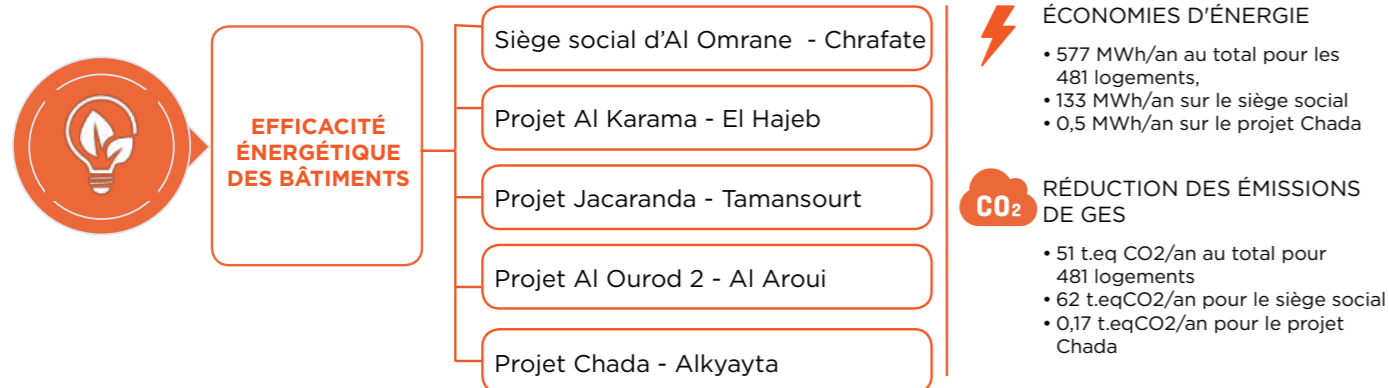 EFFICACITÉ
ÉNERGÉTIQUE
DES BÂTIMENTS
Siège social d'Al Omrane - Chrafate
Projet Al Karama - El Hajeb
Projet Jacaranda - Tamansourt
Projet Al Ourod 2 - Al Aroui
Projet Chada - Alkyayta
ÉCONOMIES D'ÉNERGIE
• 577 MWh/an au total pour les
481 logements,
• 133 MWh/an sur le siège social
• 0,5 MWh/an sur le projet Chada
CO2
RÉDUCTION DES ÉMISSIONS
DE GES
• 51 t.eq CO2/an au total pour
481 logements
• 62 t.eqCO2/an pour le siège social
• 0,17 t.eqCO2/an pour le projet
Chada